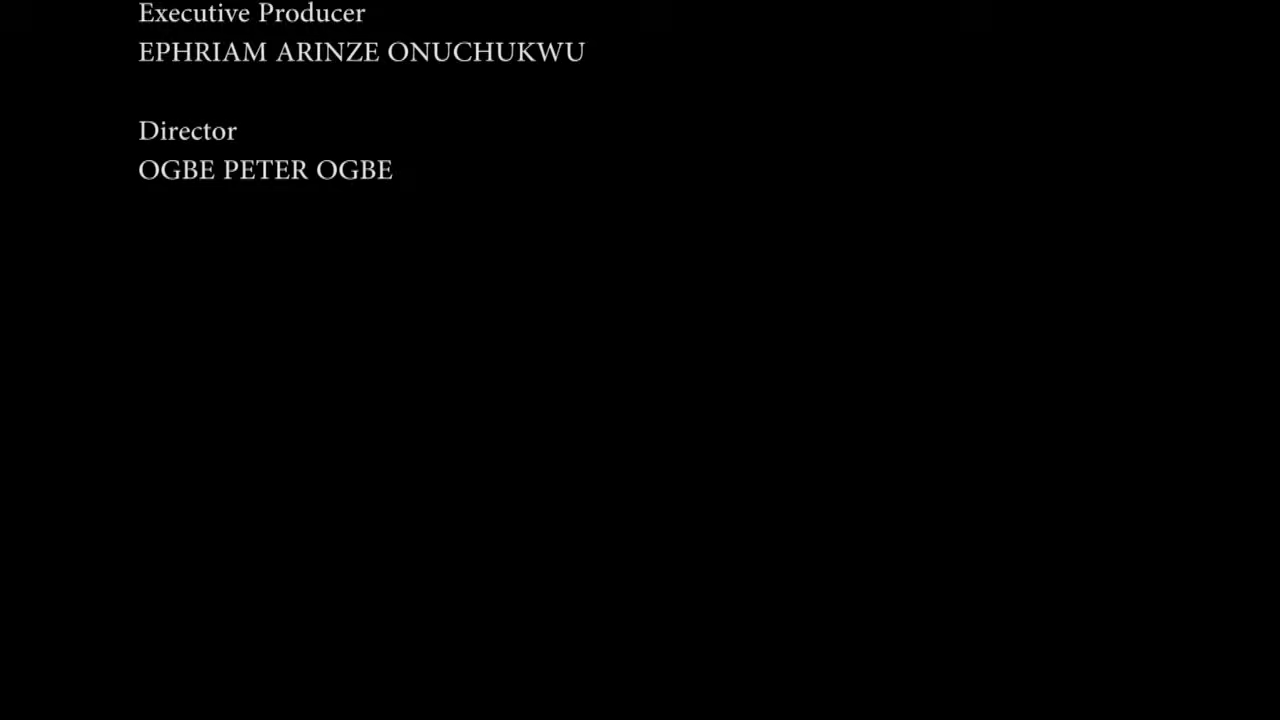 Executive Producer
EPHRIAM ARINZE ONUCHUKWU
Director
OGBE PETER OGBE